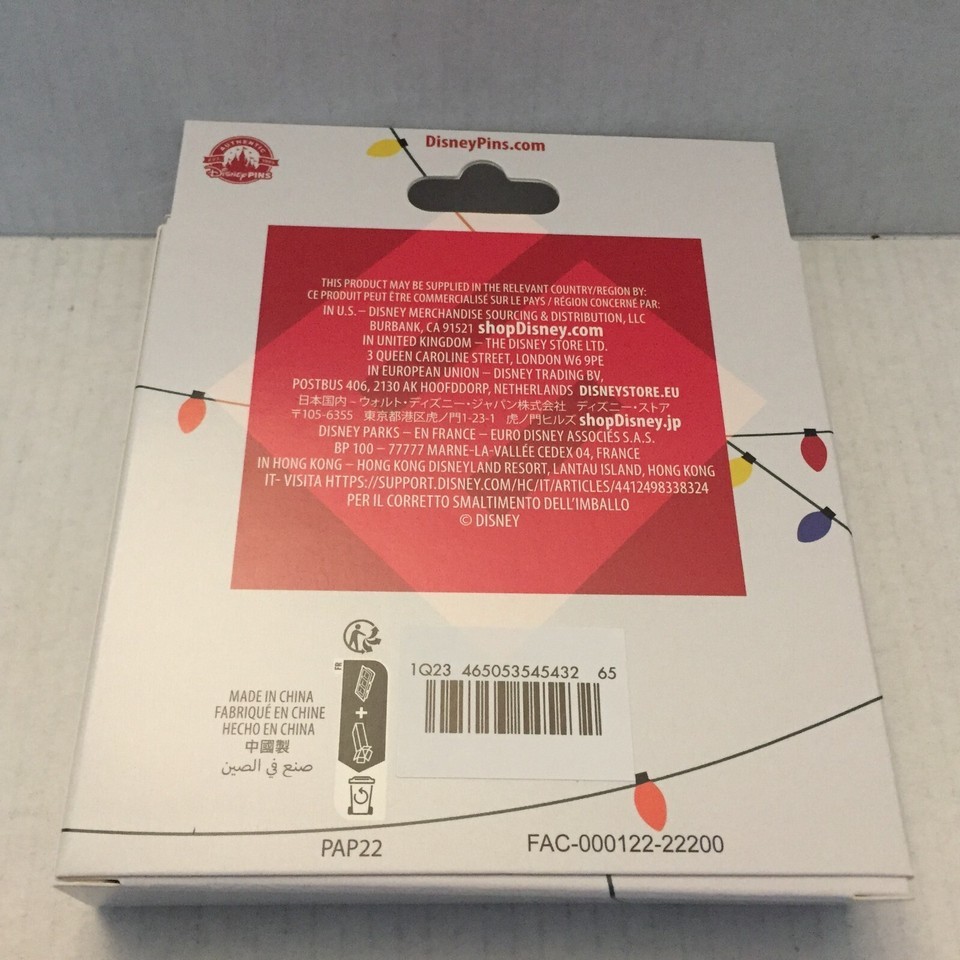 DisneyPins.com
AUTHENTIC
Disney PINS
THIS PRODUCT MAY BE SUPPLIED IN THE RELEVANT COUNTRY/REGION BY:
CE PRODUIT PEUT ÊTRE COMMERCIALISÉ SUR LE PAYS / RÉGION CONCERNÉ PAR:
IN U.S. – DISNEY MERCHANDISE SOURCING & DISTRIBUTION, LLC
BURBANK, CA 91521 shopDisney.com
IN UNITED KINGDOM – THE DISNEY STORE LTD.
3 QUEEN CAROLINE STREET, LONDON W6 9PE
IN EUROPEAN UNION – DISNEY TRADING BV,
POSTBUS 406, 2130 AK HOOFDDORP, NETHERLANDS DISNEYSTORE.EU
日本国内 – ウォルト・ディズニー・ジャパン株式会社 ディズニー・ストア
〒105-6355 東京都港区虎ノ門1-23-1 虎ノ門ヒルズ shopDisney.jp
DISNEY PARKS – EN FRANCE – EURO DISNEY ASSOCIÉS S.A.S.
BP 100 – 77777 MARNE-LA-VALLÉE CEDEX 04, FRANCE
IN HONG KONG – HONG KONG DISNEYLAND RESORT, LANTAU ISLAND, HONG KONG
IT- VISITA HTTPS://SUPPORT.DISNEY.COM/HC/IT/ARTICLES/4412498338324
PER IL CORRETTO SMALTIMENTO DELL'IMBALLO
© DISNEY
FR
+
1Q23 465053545432 65
MADE IN CHINA
FABRIQUÉ EN CHINE
HECHO EN CHINA
中國製
صنع في الصين
PAP22
FAC-000122-22200